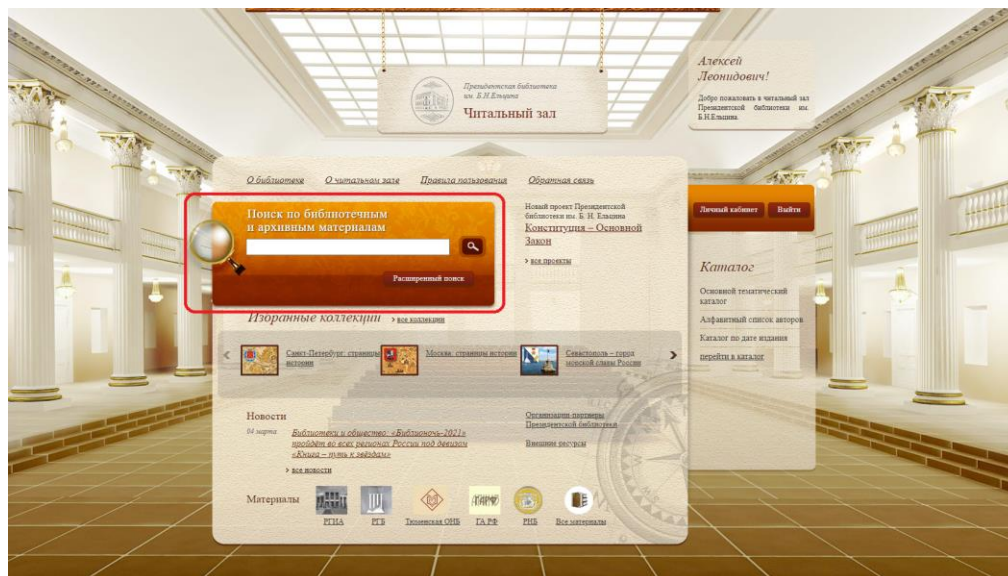 Президентская библиотека
им. Б.Н.Ельцина
Читальный зал
Алексей
Леонидович!
Добро пожаловать в читальный зал
Президентской библиотеки им.
Б.Н.Ельцина.
О библиотеке О читальном зале Правила пользования Обратная связь
Поиск по библиотечным
и архивным материалам
Расширенный поиск
Новый проект Президентской
библиотеки им. Б. Н. Ельцина
Конституция – Основной
Закон
все проекты
Личный кабинет Выйти
Каталог
Основной тематический
каталог
Алфавитный список авторов
Каталог по дате издания
перейти в каталог
Избранные коллекции все коллекции
Санкт-Петербург: страницы
истории
Москва: страницы истории
Севастополь – город
морской славы России
Новости
04 марта Библиотеки и общество: «Библионочь-2021»
пройдёт во всех регионах России под девизом
«Книга – путь к звёздам»
все новости
Организации-партнеры
Президентской библиотеки
Внешние ресурсы
Материалы
РГИА РГБ Тюменская ОНБ ГА РФ РНБ Все материалы